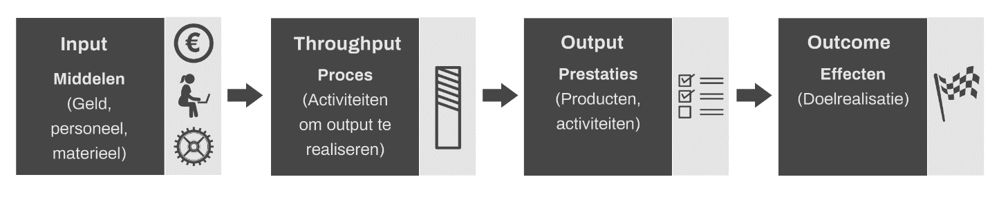 Input
Middelen
(Geld,
personeel,
materieel)
€
Throughput
Proces
(Activiteiten
om output te
realiseren)
Output
Prestaties
(Producten,
activiteiten)
Outcome
Effecten
(Doelrealisatie)